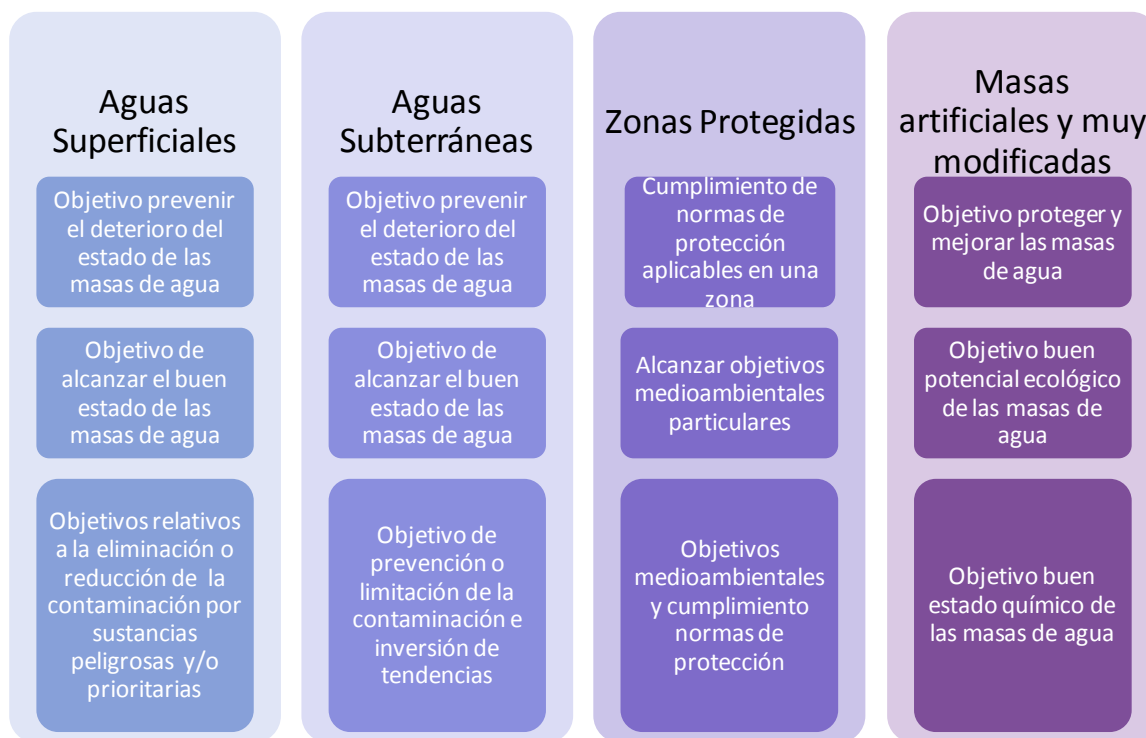 Aguas
Superficiales
Objetivo prevenir
el deterioro del
estado de las
masas de agua
Objetivo de
alcanzar el buen
estado de las
masas de agua
Objetivos relativos
a la eliminación o
reducción de la
contaminación por
sustancias
peligrosas y/o
prioritarias
Aguas
Subterráneas
Objetivo prevenir
el deterioro del
estado de las
masas de agua
Objetivo de
alcanzar el buen
estado de las
masas de agua
Objetivo de
prevención o
limitación de la
contaminación e
inversión de
tendencias
Zonas Protegidas
Cumplimiento de
normas de
protección
aplicables en una
zona
Alcanzar objetivos
medioambientales
particulares
Objetivos
medioambientales
y cumplimiento
normas de
protección
Masas
artificiales y muy
modificadas
Objetivo proteger y
mejorar las masas
de agua
Objetivo buen
potencial ecológico
de las masas de
agua
Objetivo buen
estado químico de
las masas de agua